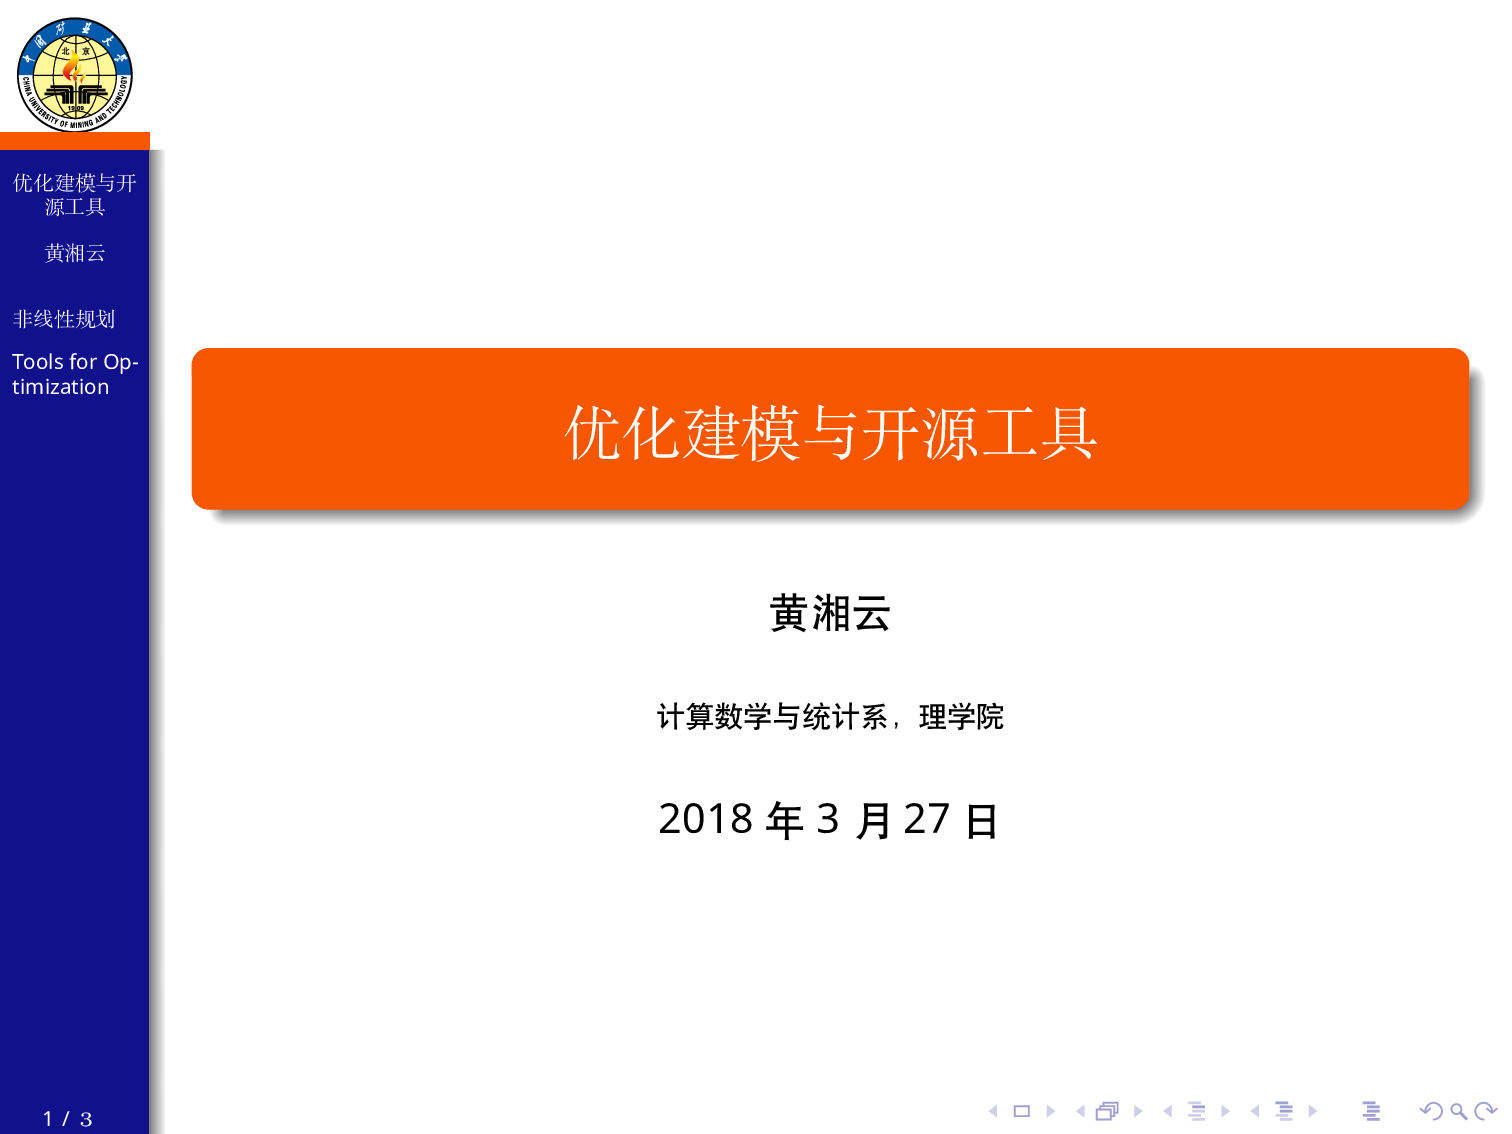 中国矿业大学
北京
1909
CHINA UNIVERSITY OF MINING AND TECHNOLOGY
优化建模与开
源工具
黄湘云
非线性规划
Tools for Op-
timization
优化建模与开源工具
黄湘云
计算数学与统计系，理学院
2018 年 3 月 27 日
1 / 3